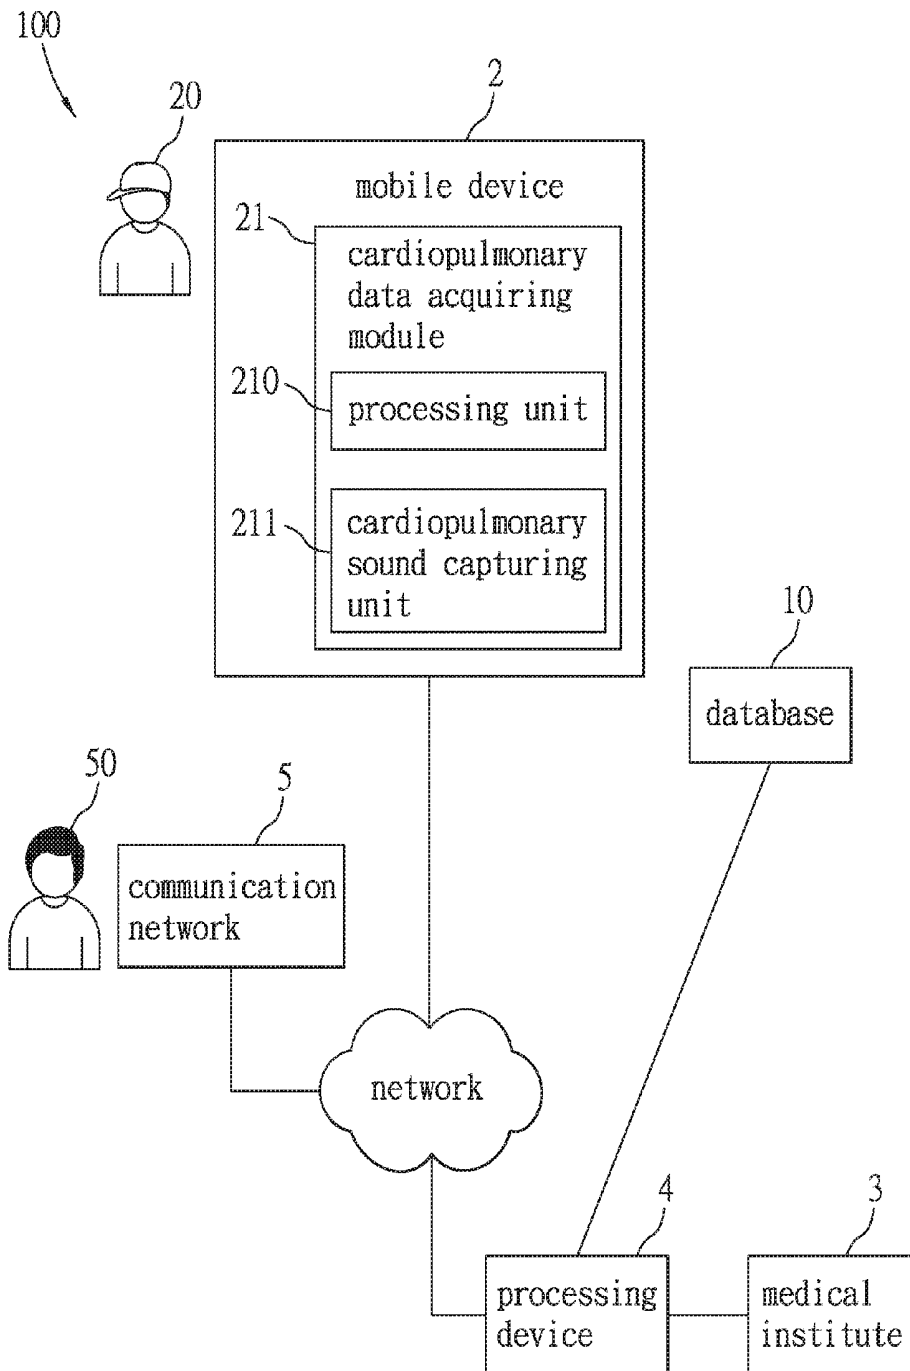 100
20
2
mobile device
21
cardiopulmonary
data acquiring
module
210
processing unit
211
cardiopulmonary
sound capturing
unit
10
database
50
5
communication
network
network
4
processing
device
3
medical
institute